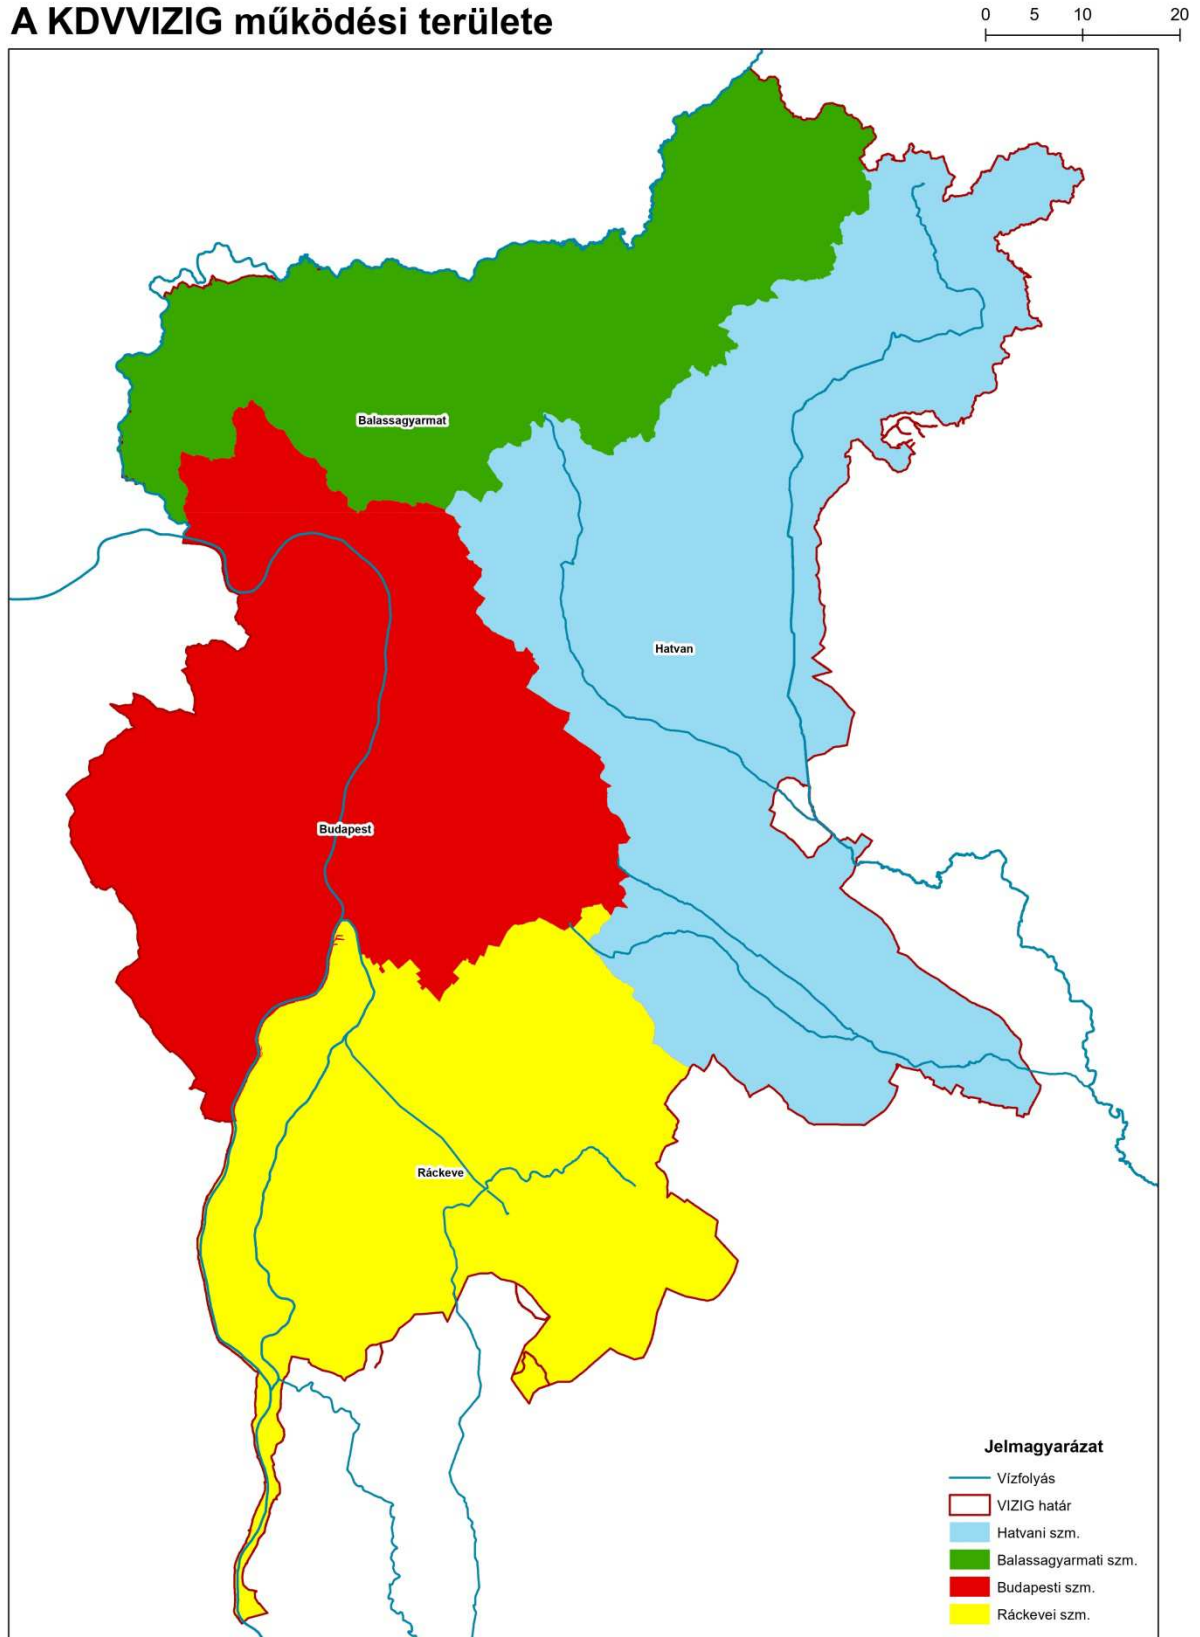 A KDVVIZIG működési területe
0 5 10 20
Balassagyarmat
Hatvan
Budapest
Ráckeve
Jelmagyarázat
Vízfolyás
VIZIG határ
Hatvani szm.
Balassagyarmati szm.
Budapesti szm.
Ráckevei szm.